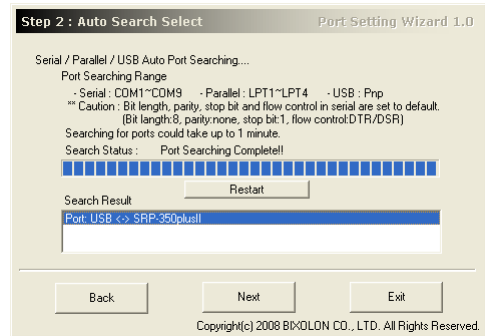 Step 2 : Auto Search Select Port Setting Wizard 1.0
Serial / Parallel / USB Auto Port Searching....
Port Searching Range
- Serial : COM1~COM9 - Parallel : LPT1~LPT4 - USB : Pnp
** Caution : Bit length, parity, stop bit and flow control in serial are set to default.
(Bit length:8, parity:none, stop bit:1, flow control:DTR/DSR)
Searching for ports could take up to 1 minute.
Search Status : Port Searching Complete!!
Restart
Search Result
Port: USB <-> SRP-350plusII
Back Next Exit
Copyright(c) 2008 BIXOLON CO., LTD. All Rights Reserved.